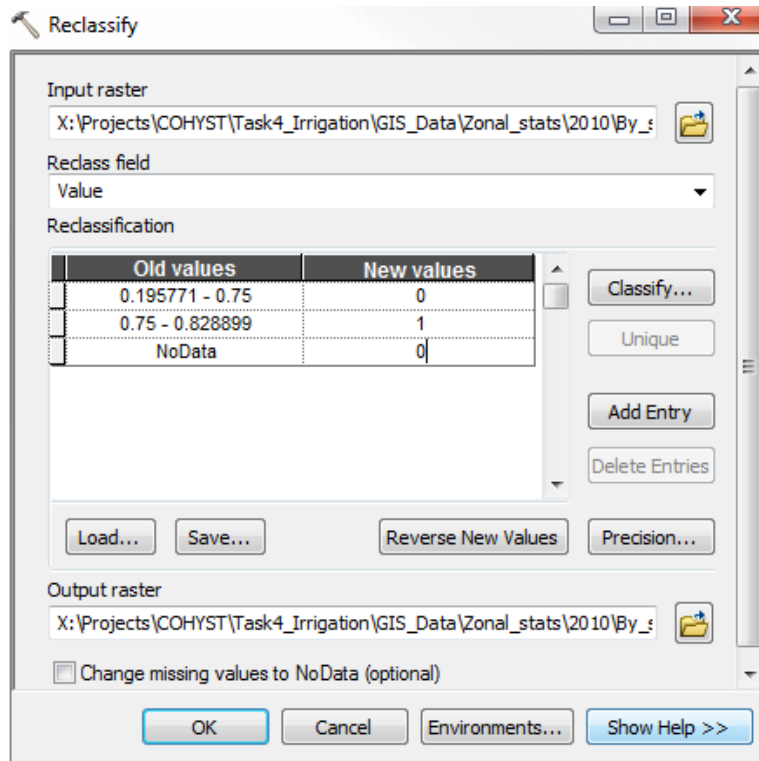 Reclassify
Input raster
X:\Projects\COHYST\Task4_Irrigation\GIS_Data\Zonal_stats\2010\By_s
Reclass field
Value
Reclassification
Old values New values
0.195771 - 0.75 0
0.75 - 0.828899 1
NoData 0
Classify...
Unique
Add Entry
Delete Entries
Load... Save... Reverse New Values Precision...
Output raster
X:\Projects\COHYST\Task4_Irrigation\GIS_Data\Zonal_stats\2010\By_s
Change missing values to NoData (optional)
OK Cancel Environments... Show Help >>